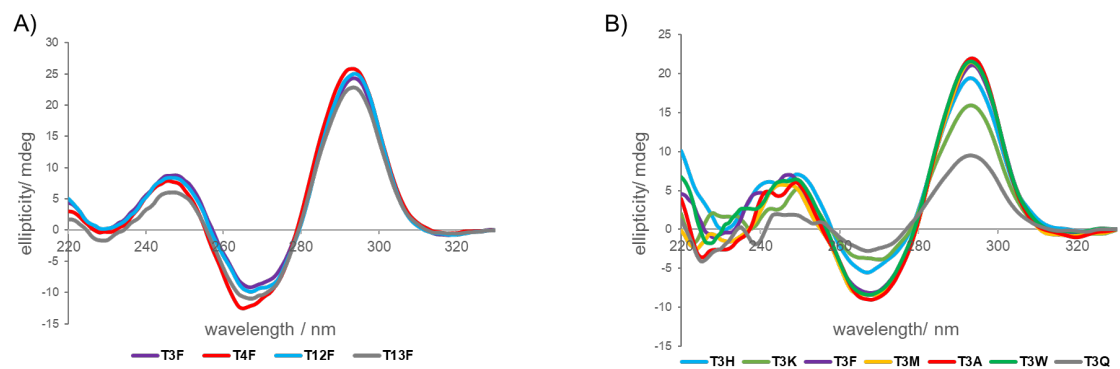 A)
30
25
20
15
10
5
0
-5
-10
-15
220 240 260 280 300 320
ellipticity/ mdeg
wavelength / nm
T3F T4F T12F T13F
B)
25
20
15
10
5
0
-5
-10
-15
220 240 260 280 300 320
ellipticity/ mdeg
wavelength/ nm
T3H T3K T3F T3M T3A T3W T3Q